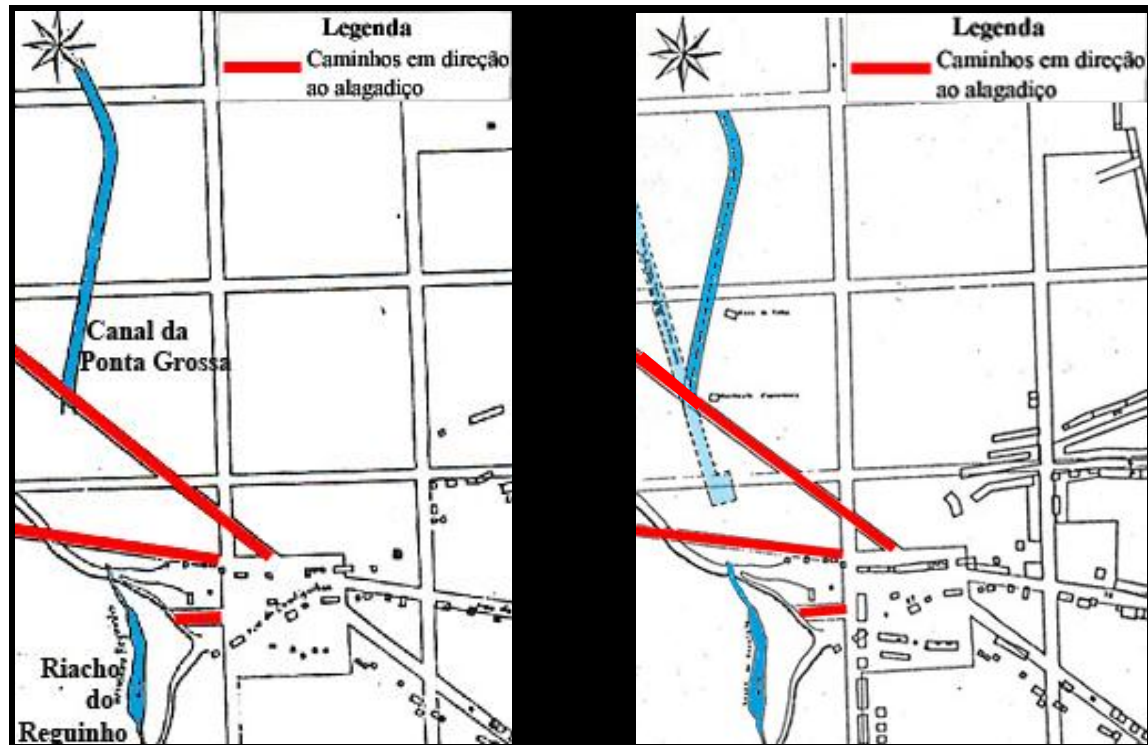 Legenda
Caminhos em direção
ao alagadiço
Canal da
Ponta Grossa
Riacho
do
Reguinho
Legenda
Caminhos em direção
ao alagadiço